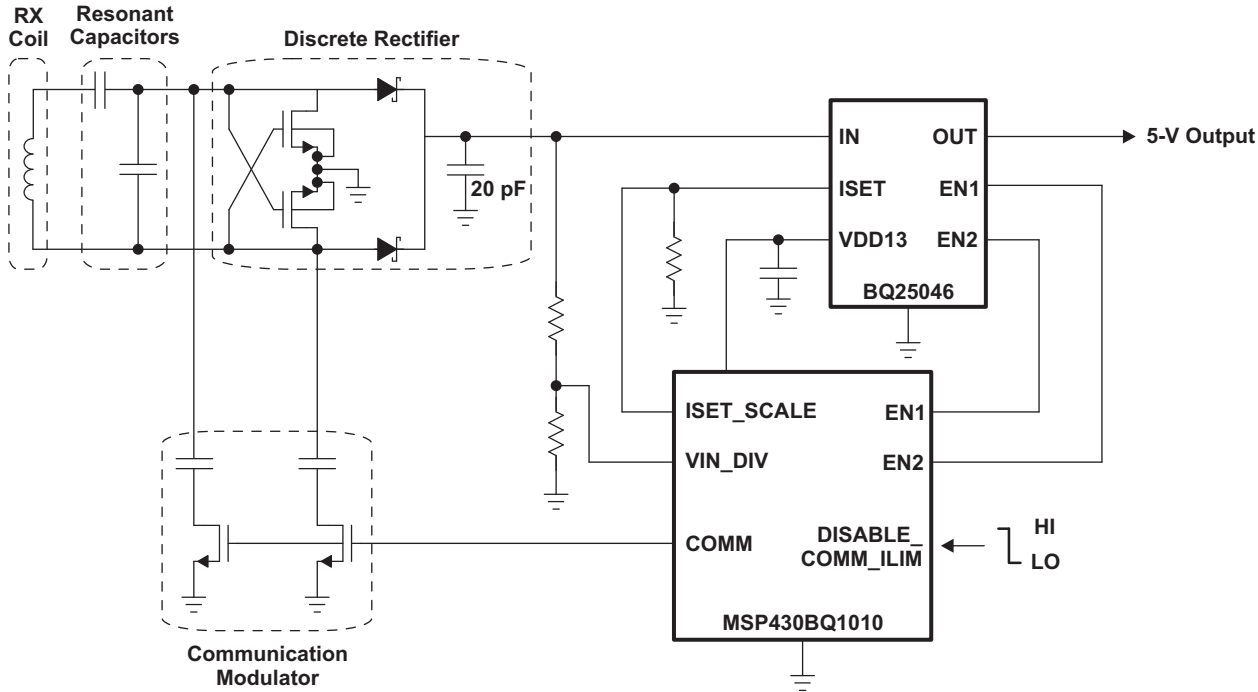 RX
Coil
Resonant
Capacitors
Discrete Rectifier
20 pF
IN
OUT
5-V Output
ISET
EN1
VDD13
EN2
BQ25046
ISET_SCALE
EN1
VIN_DIV
EN2
COMM
DISABLE_
COMM_ILIM
HI
LO
MSP430BQ1010
Communication
Modulator